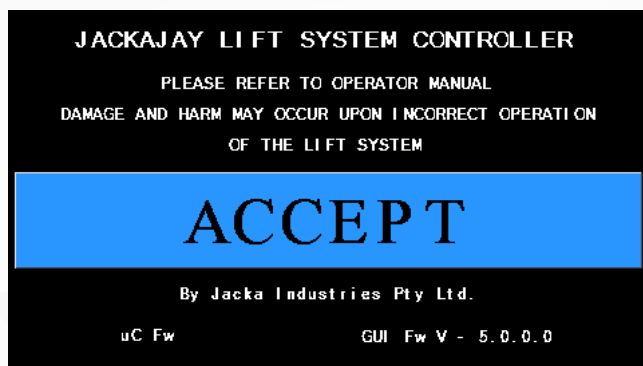 JACKAJAY LIFT SYSTEM CONTROLLER
PLEASE REFER TO OPERATOR MANUAL
DAMAGE AND HARM MAY OCCUR UPON INCORRECT OPERATION
OF THE LIFT SYSTEM
ACCEPT
By Jacka Industries Pty Ltd.
uC Fw GUI Fw V - 5.0.0.0